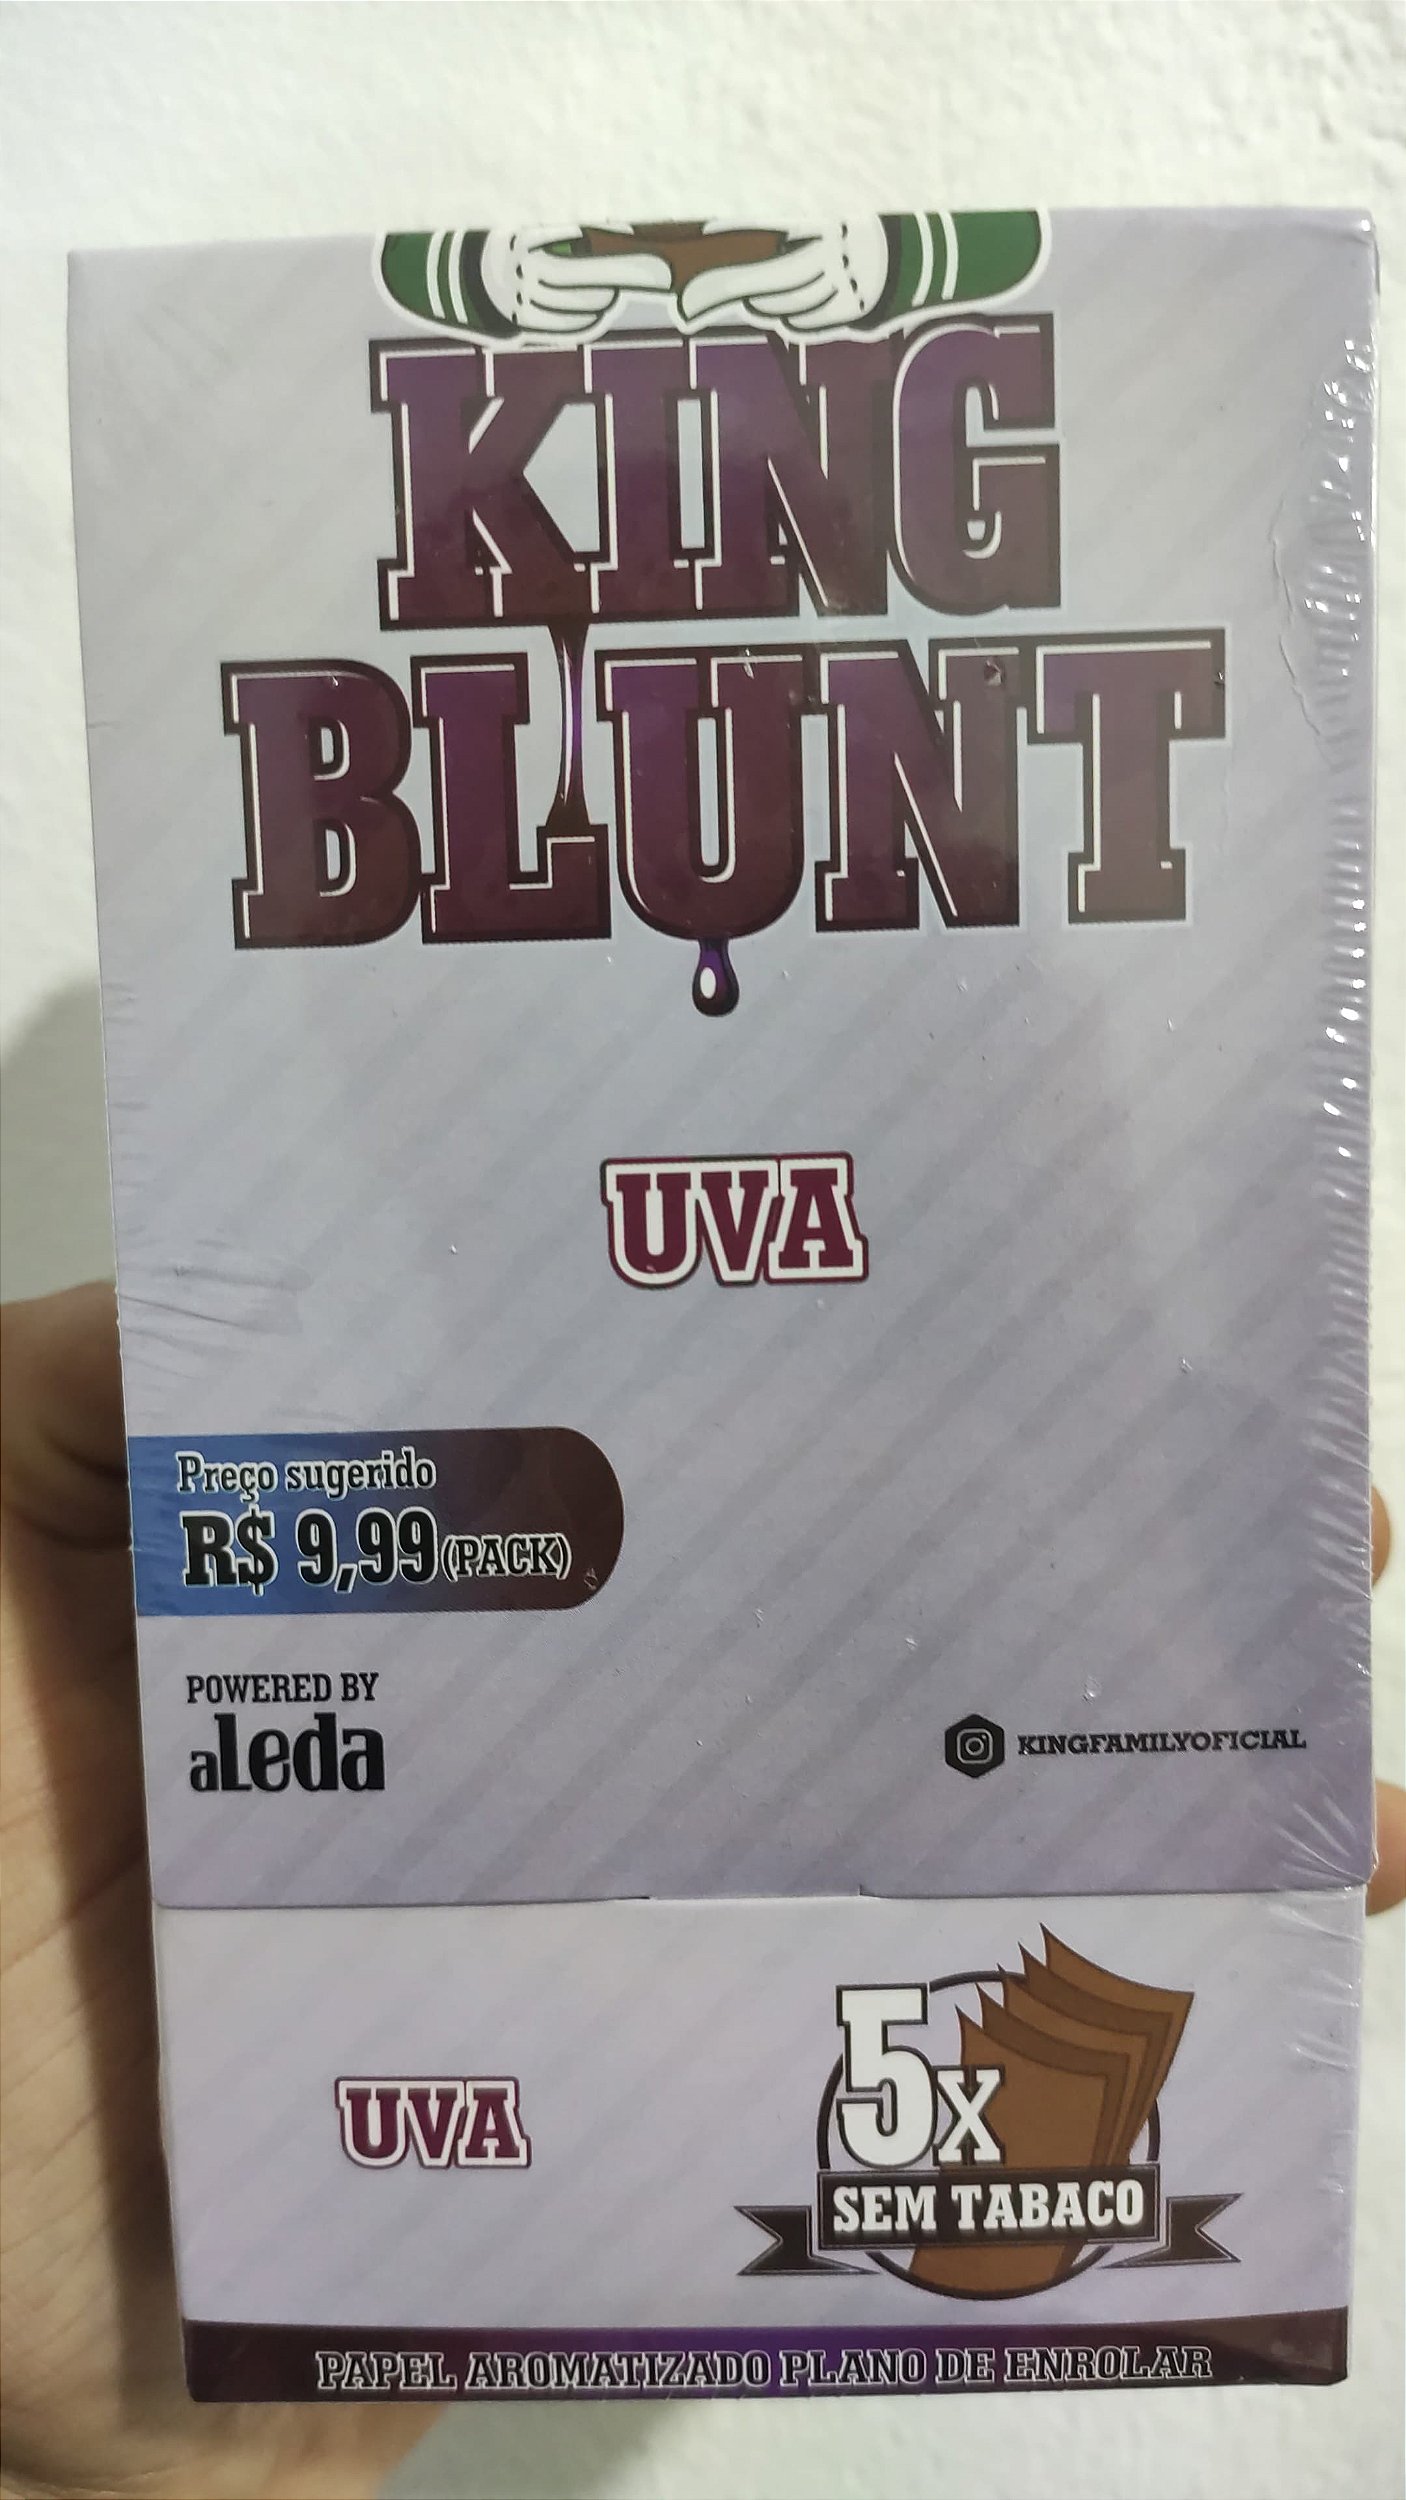 KING
BLUNT
UVA
Preço sugerido
R$ 9,99 (PACK)
POWERED BY
aLeda
KINGFAMILYOFICIAL
UVA
5X
SEM TABACO
PAPEL AROMATIZADO PLANO DE ENROLAR